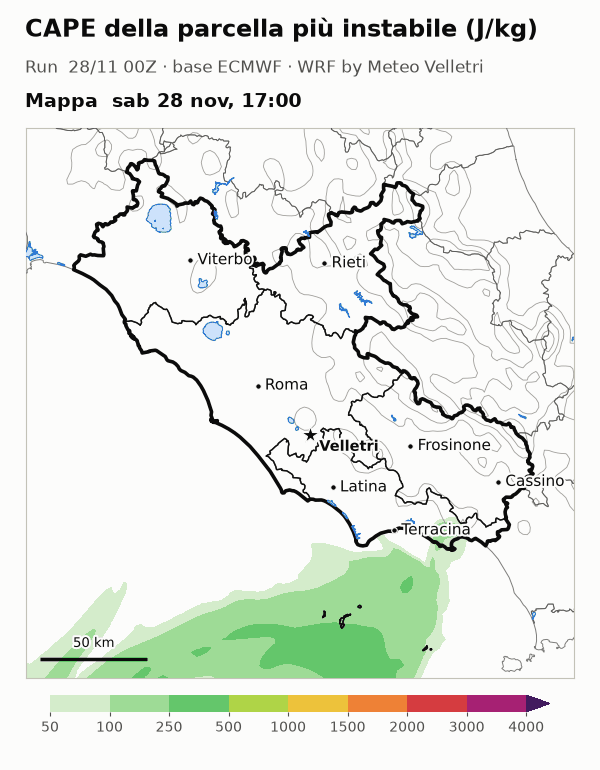 CAPE della parcella più instabile (J/kg)
Run  28/11 00Z · base ECMWF · WRF by Meteo Velletri
Mappa  sab 28 nov, 17:00
Viterbo
Rieti
Roma
Velletri
Frosinone
Latina
Cassino
Terracina
50 km
50 100 250 500 1000 1500 2000 3000 4000